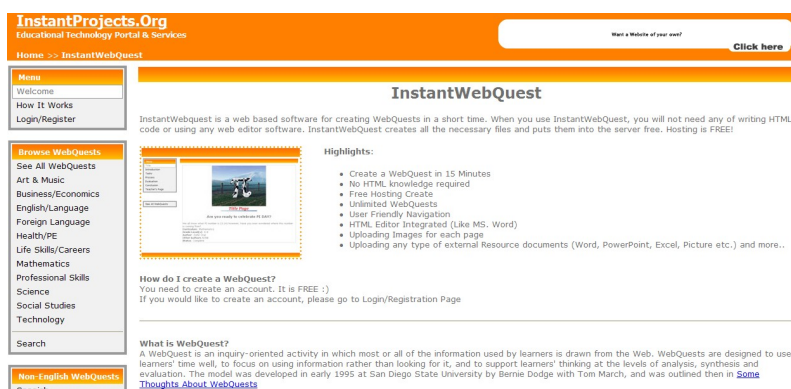 InstantProjects.Org
Educational Technology Portal & Services
Want a Website of your own?
Click here
Home >> InstantWebQuest
Menu
Welcome
How It Works
Login/Register
Browse WebQuests
See All WebQuests
Art & Music
Business/Economics
English/Language
Foreign Language
Health/PE
Life Skills/Careers
Mathematics
Professional Skills
Science
Social Studies
Technology
Search
Non-English WebQuests
InstantWebQuest
InstantWebquest is a web based software for creating WebQuests in a short time. When you use InstantWebQuest, you will not need any of writing HTML
code or using any web editor software. InstantWebQuest creates all the necessary files and puts them into the server free. Hosting is FREE!
Title Page
Are you ready to celebrate PI DAY?
Highlights:
Create a WebQuest in 15 Minutes
No HTML knowledge required
Free Hosting Create
Unlimited WebQuests
User Friendly Navigation
HTML Editor Integrated (Like MS. Word)
Uploading Images for each page
Uploading any type of external Resource documents (Word, PowerPoint, Excel, Picture etc.) and more..
How do I create a WebQuest?
You need to create an account. It is FREE :)
If you would like to create an account, please go to Login/Registration Page
What is WebQuest?
A WebQuest is an inquiry-oriented activity in which most or all of the information used by learners is drawn from the Web. WebQuests are designed to use
learners' time well, to focus on using information rather than looking for it, and to support learners' thinking at the levels of analysis, synthesis and
evaluation. The model was developed in early 1995 at San Diego State University by Bernie Dodge with Tom March, and was outlined then in Some
Thoughts About WebQuests